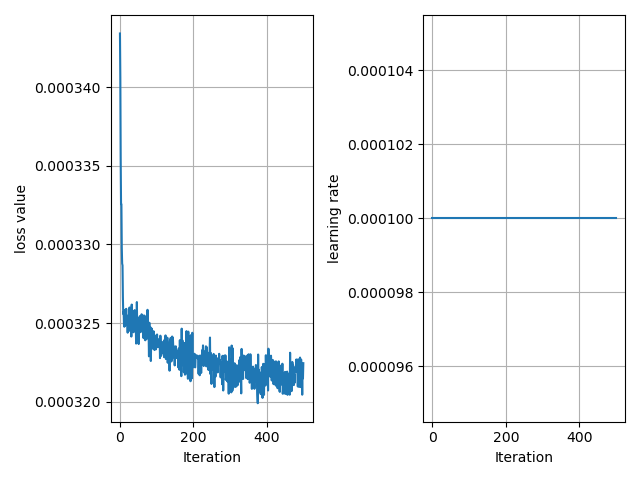 0.000340
0.000335
0.000330
0.000325
0.000320
loss value
0 200 400
Iteration
0.000104
0.000102
0.000100
0.000098
0.000096
learning rate
0 200 400
Iteration